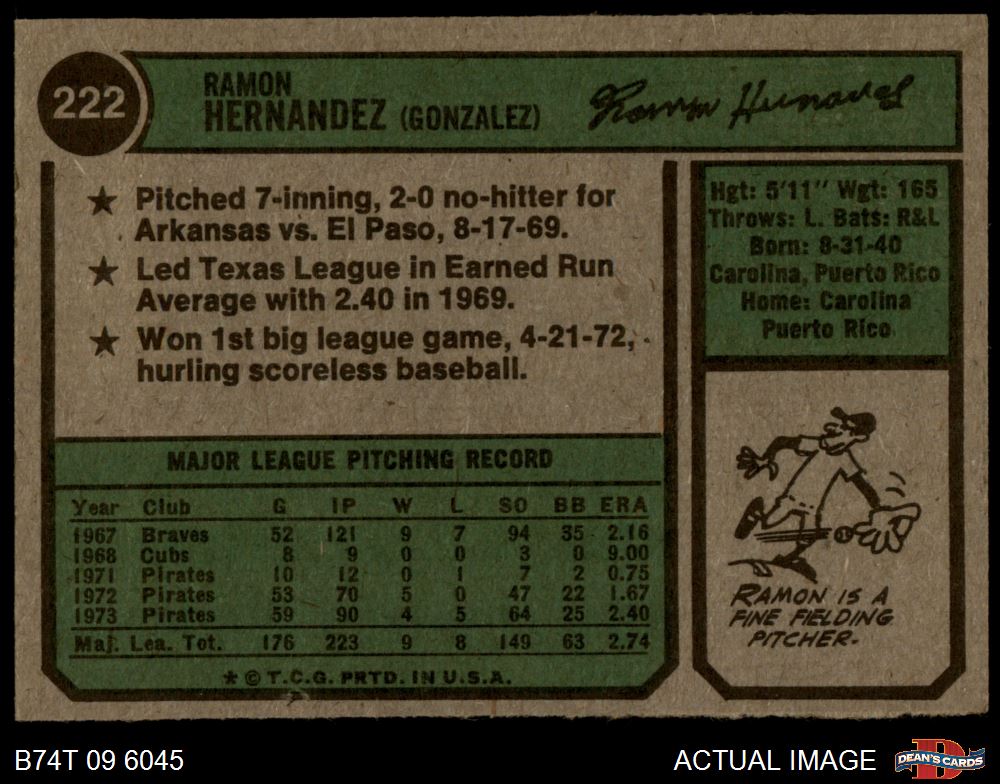 222
RAMON
HERNANDEZ (GONZALEZ)
Ramon Hernandez
★ Pitched 7-inning, 2-0 no-hitter for
Arkansas vs. El Paso, 8-17-69.
★ Led Texas League in Earned Run
Average with 2.40 in 1969.
★ Won 1st big league game, 4-21-72,
hurling scoreless baseball.
Hgt: 5'11" Wgt: 165
Throws: L. Bats: R&L
Born: 8-31-40
Carolina, Puerto Rico
Home: Carolina
Puerto Rico
MAJOR LEAGUE PITCHING RECORD
Year Club G IP W L SO BB ERA
1967 Braves 52 121 9 7 94 35 2.16
1968 Cubs 8 9 0 0 3 0 9.00
1971 Pirates 10 12 0 1 7 2 0.75
1972 Pirates 53 70 5 0 47 22 1.67
1973 Pirates 59 90 4 5 64 25 2.40
Maj. Lea. Tot. 176 223 9 8 149 63 2.74
★ © T.C.G. PRTD. IN U.S.A.
RAMON IS A
FINE FIELDING
PITCHER.
B74T 09 6045
ACTUAL IMAGE
DEAN'S CARDS